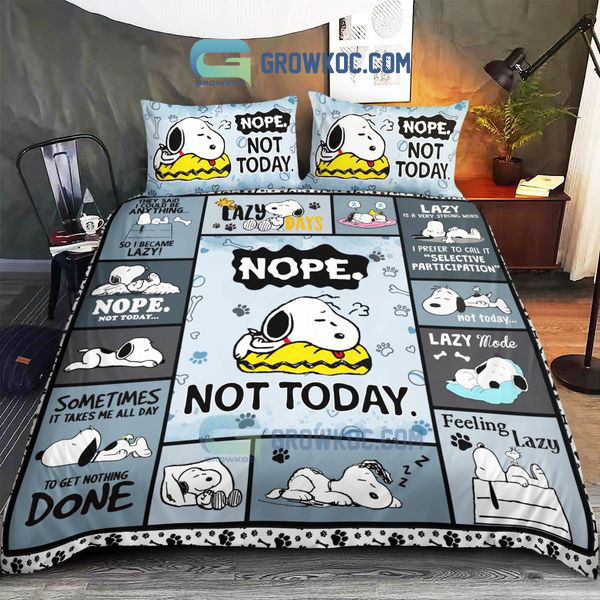 GROWKOC.COM
GROWKOC
NOPE.
NOT
TODAY.
NOPE.
NOT
TODAY.
THEY SAID
I COULD BE
ANYTHING...
SO I BECAME
LAZY!
LAZY
DAYS
LAZY
IS A VERY STRONG WORD
I PREFER TO CALL IT
"SELECTIVE
PARTICIPATION"
NOPE.
NOT TODAY.
NOPE.
NOT TODAY...
not today...
LAZY Mode
SOMETIMES
IT TAKES ME ALL DAY
TO GET NOTHING
DONE
Feeling
Lazy
GROWKOC.COM
GROWKOC
Z Z Z